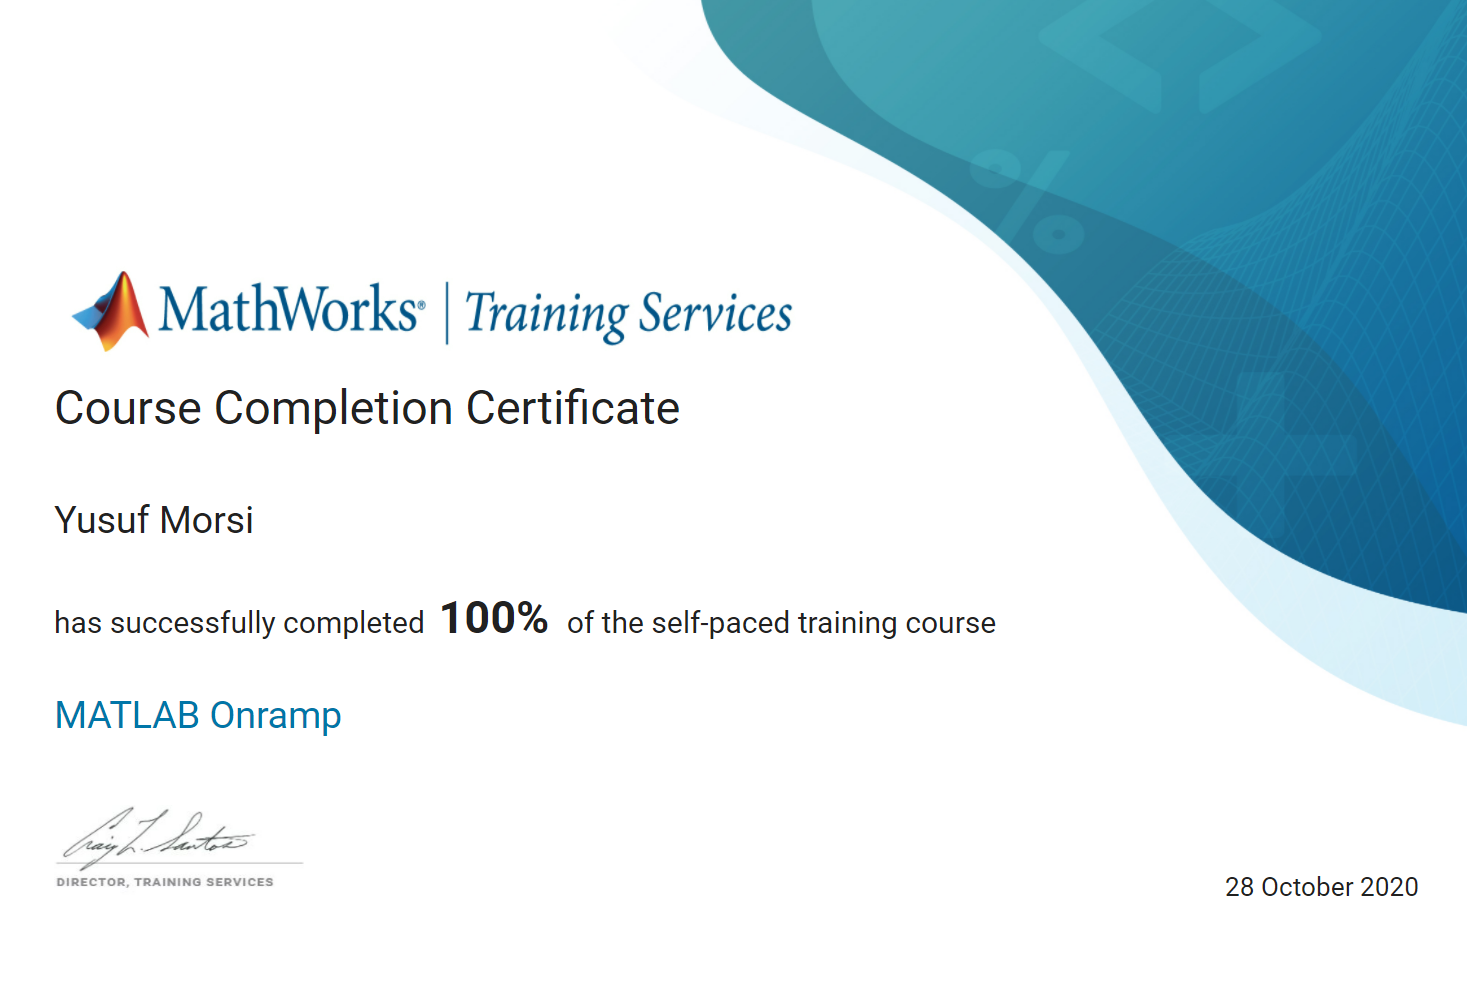 MathWorks® | Training Services
Course Completion Certificate
Yusuf Morsi
has successfully completed 100% of the self-paced training course
MATLAB Onramp
Craig L. Santos
DIRECTOR, TRAINING SERVICES
28 October 2020